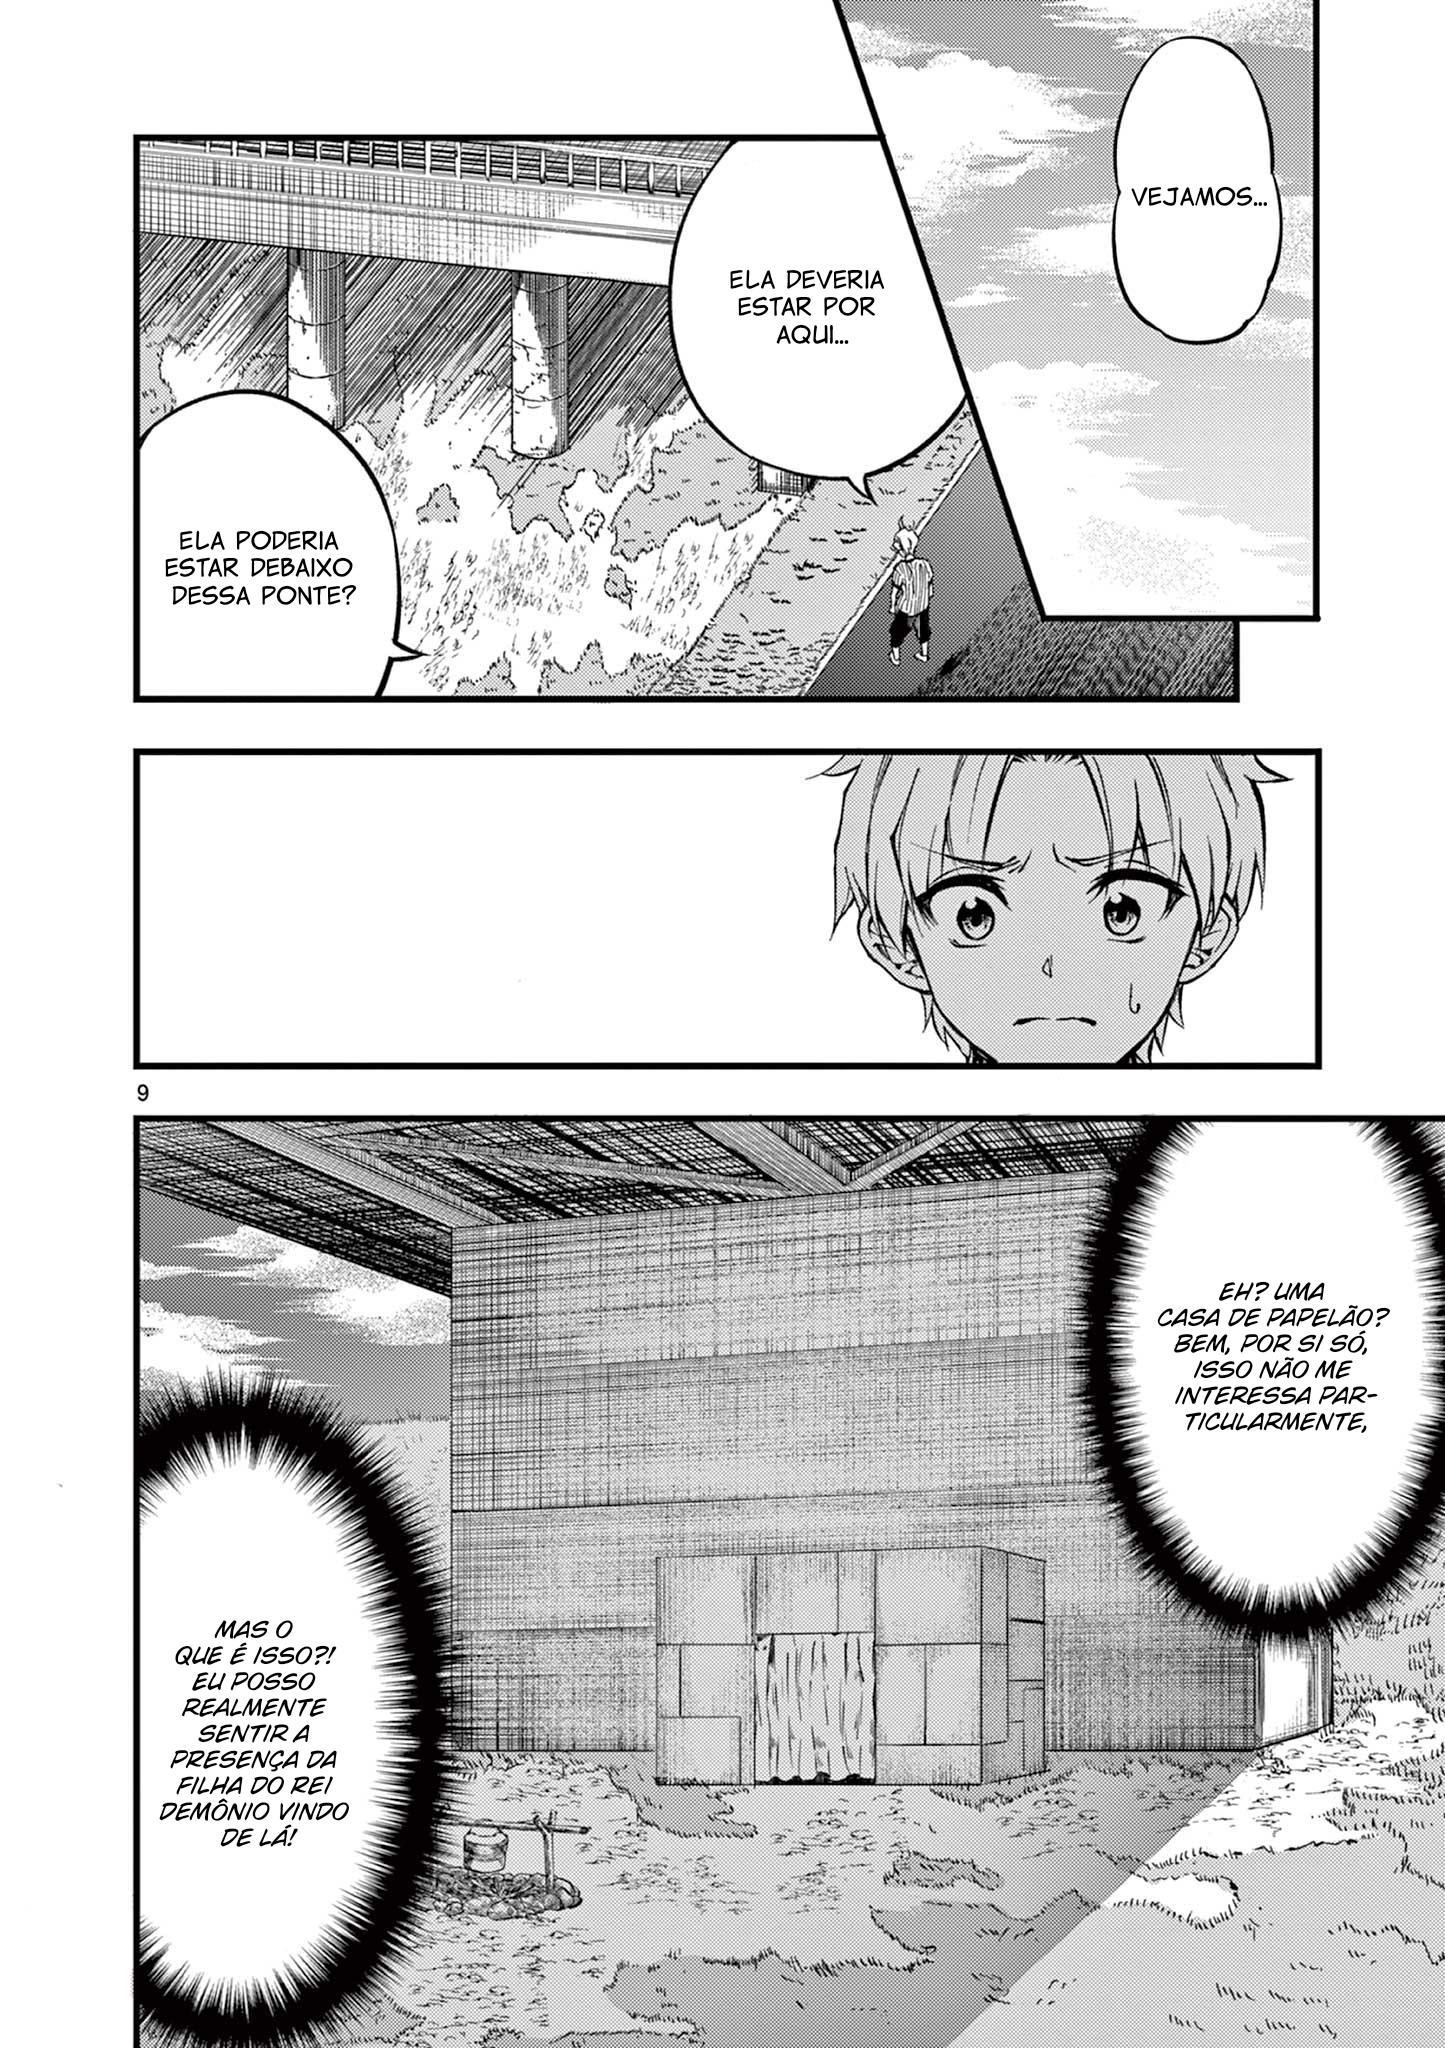 VEJAMOS...
ELA DEVERIA
ESTAR POR
AQUI...
ELA PODERIA
ESTAR DEBAIXO
DESSA PONTE?
9
EH? UMA
CASA DE PAPELÃO?
BEM, POR SI SÓ,
ISSO NÃO ME
INTERESSA PAR-
TICULARMENTE,
MAS O
QUE É ISSO?!
EU POSSO
REALMENTE
SENTIR A
PRESENÇA DA
FILHA DO REI
DEMÔNIO VINDO
DE LÁ!